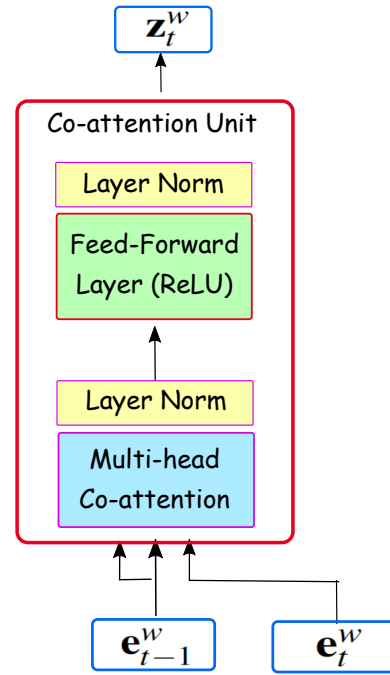 z_t^w
Co-attention Unit
Layer Norm
Feed-Forward
Layer (ReLU)
Layer Norm
Multi-head
Co-attention
e_{t-1}^w
e_t^w